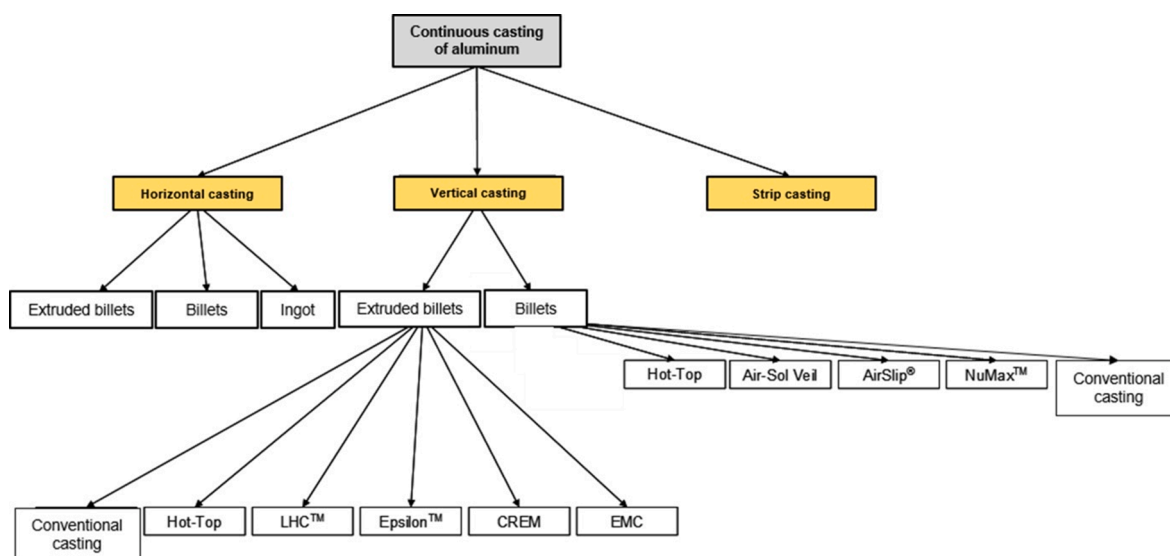 Continuous casting
of aluminum
Horizontal casting
Vertical casting
Strip casting
Extruded billets
Billets
Ingot
Extruded billets
Billets
Hot-Top
Air-Sol Veil
AirSlip®
NuMax™
Conventional
casting
Conventional
casting
Hot-Top
LHC™
Epsilon™
CREM
EMC